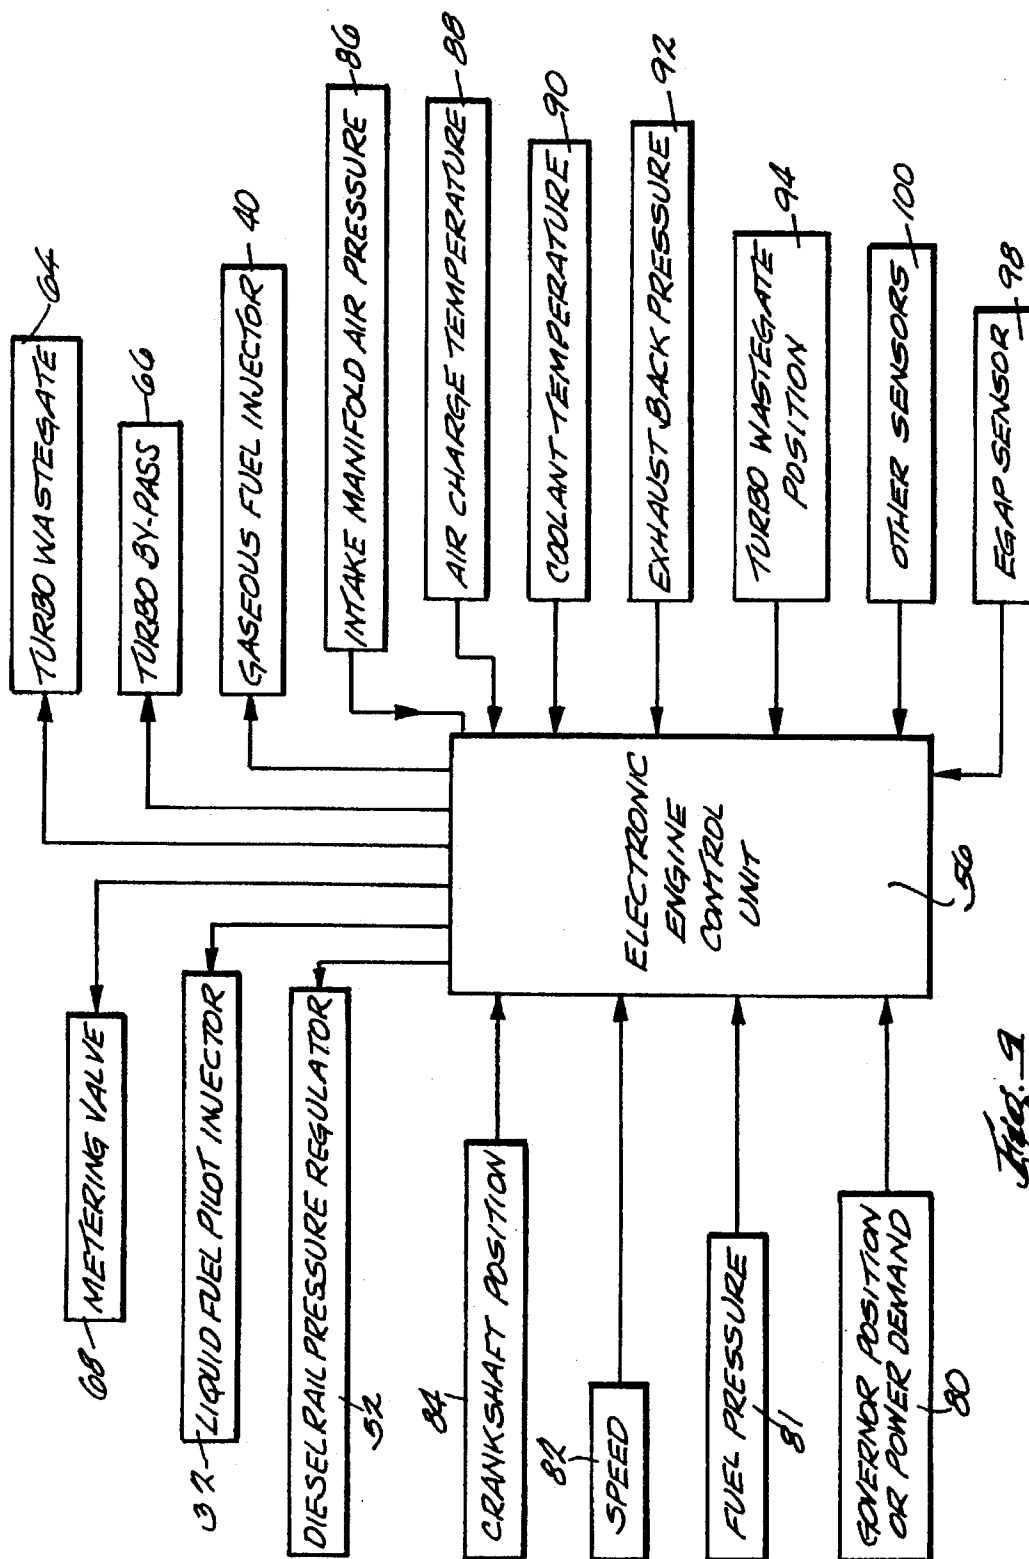 68
METERING VALVE
32
LIQUID FUEL PILOT INJECTOR
DIESEL RAIL PRESSURE REGULATOR
52
TURBO WASTEGATE
64
TURBO BY-PASS
66
GASEOUS FUEL INJECTOR
40
INTAKE MANIFOLD AIR PRESSURE
86
AIR CHARGE TEMPERATURE
88
COOLANT TEMPERATURE
90
EXHAUST BACK PRESSURE
92
TURBO WASTEGATE
POSITION
94
OTHER SENSORS
100
EGAP SENSOR
98
84
CRANKSHAFT POSITION
82
SPEED
FUEL PRESSURE
81
GOVERNOR POSITION
OR POWER DEMAND
80
ELECTRONIC
ENGINE
CONTROL
UNIT
56
FIG. 9